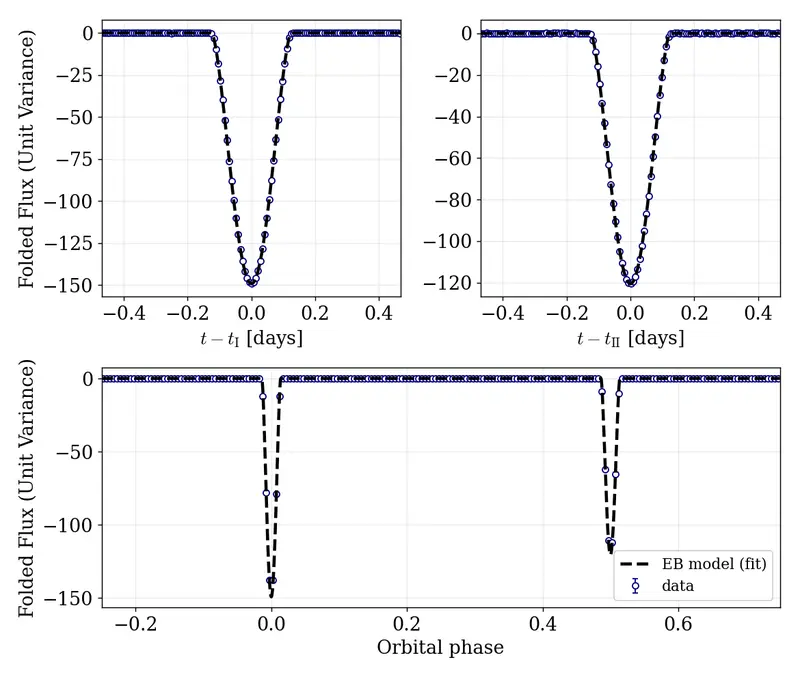 Folded Flux (Unit Variance)
0
−25
−50
−75
−100
−125
−150
−0.4 −0.2 0.0 0.2 0.4
t − tI [days]
0
−20
−40
−60
−80
−100
−120
−0.4 −0.2 0.0 0.2 0.4
t − tII [days]
Folded Flux (Unit Variance)
0
−50
−100
−150
EB model (fit)
data
−0.2 0.0 0.2 0.4 0.6
Orbital phase